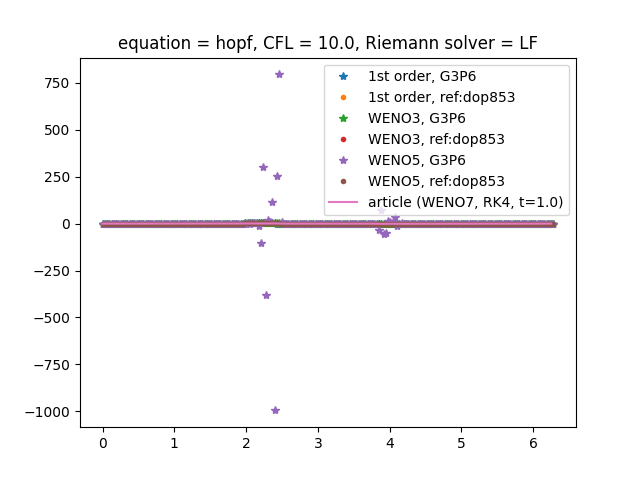 equation = hopf, CFL = 10.0, Riemann solver = LF
1st order, G3P6
1st order, ref:dop853
WENO3, G3P6
WENO3, ref:dop853
WENO5, G3P6
WENO5, ref:dop853
article (WENO7, RK4, t=1.0)
750
500
250
0
−250
−500
−750
−1000
0 1 2 3 4 5 6